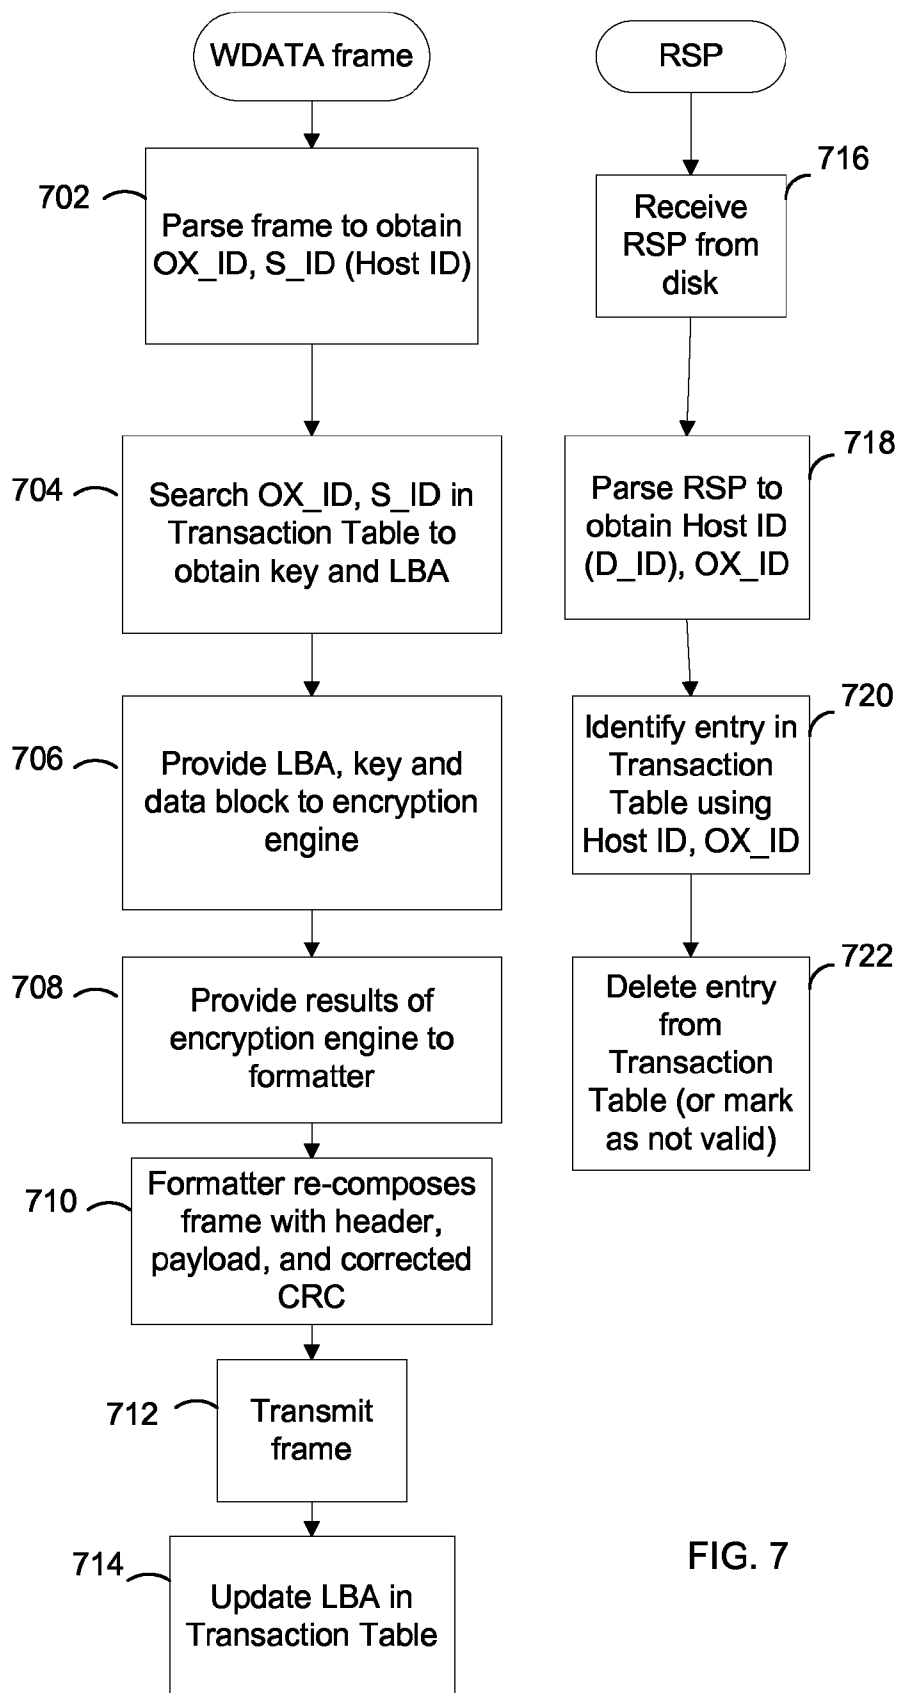 WDATA frame
702
Parse frame to obtain
OX_ID, S_ID (Host ID)
704
Search OX_ID, S_ID in
Transaction Table to
obtain key and LBA
706
Provide LBA, key and
data block to encryption
engine
708
Provide results of
encryption engine to
formatter
710
Formatter re-composes
frame with header,
payload, and corrected
CRC
712
Transmit
frame
714
Update LBA in
Transaction Table
RSP
716
Receive
RSP from
disk
718
Parse RSP to
obtain Host ID
(D_ID), OX_ID
720
Identify entry in
Transaction
Table using
Host ID, OX_ID
722
Delete entry
from
Transaction
Table (or mark
as not valid)
FIG. 7